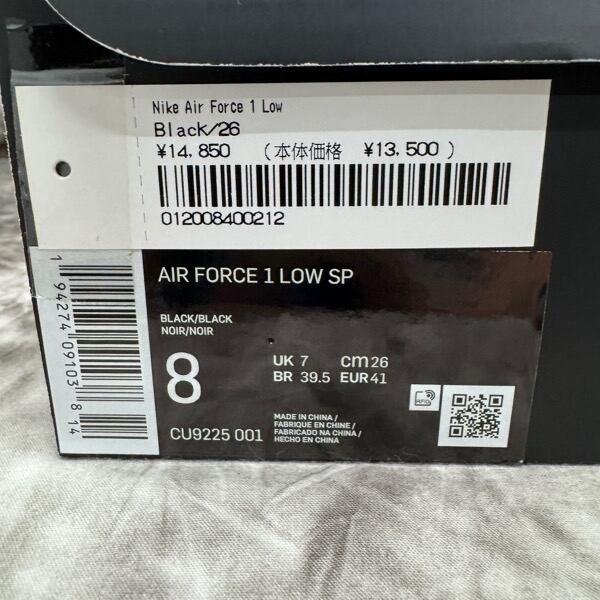 Nike Air Force 1 Low
Black/26
¥14,850 (本体価格 ¥13,500)
012008400212
AIR FORCE 1 LOW SP
BLACK/BLACK
NOIR/NOIR
8
UK 7 cm 26
BR 39.5 EUR 41
CU9225 001
MADE IN CHINA /
FABRIQUE EN CHINE /
FABRICADO NA CHINA /
HECHO EN CHINA
RFID
1 94274 09103 8 14